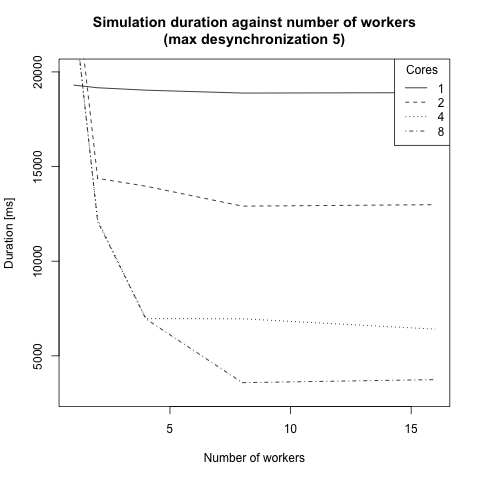 Simulation duration against number of workers
(max desynchronization 5)
Cores
1
2
4
8
Duration [ms]
20000
15000
10000
5000
5
10
15
Number of workers